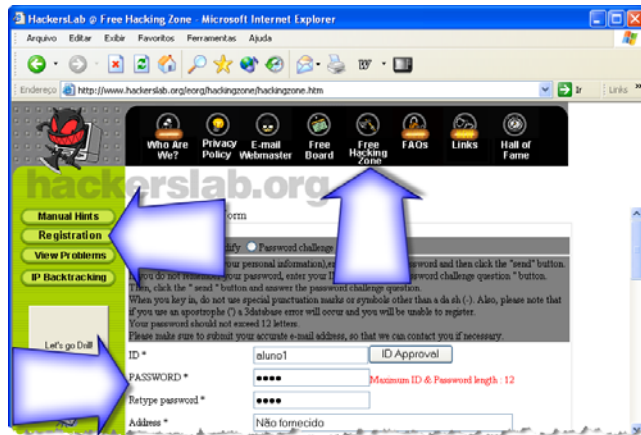 HackersLab @ Free Hacking Zone - Microsoft Internet Explorer
Arquivo Editar Exibir Favoritos Ferramentas Ajuda
Endereço http://www.hackerslab.org/eorg/hackingzone/hackingzone.htm Ir Links »
Who Are We? Privacy Policy E-mail Webmaster Free Board Free Hacking Zone FAQs Links Hall of Fame
hackerslab.org
Manual Hints
Registration
View Problems
IP Backtracking
Let's go Drill
orm
dify Password challenge
your personal information), word and then click the "send" button.
you do not remember your password, enter your I password challenge question " button.
Then, click the " send " button and answer the password challenge question.
When you key in, do not use special punctuation marks or symbols other than a da sh (-). Also, please note that
if you use an apostrophe (') a 3database error will occur and you will be unable to register.
Your password should not exceed 12 letters.
Please make sure to submit your accurate e-mail address, so that we can contact you if necessary.
ID * aluno1 ID Approval
PASSWORD * •••• Maximum ID & Password length : 12
Retype password * ••••
Address * Não fornecido